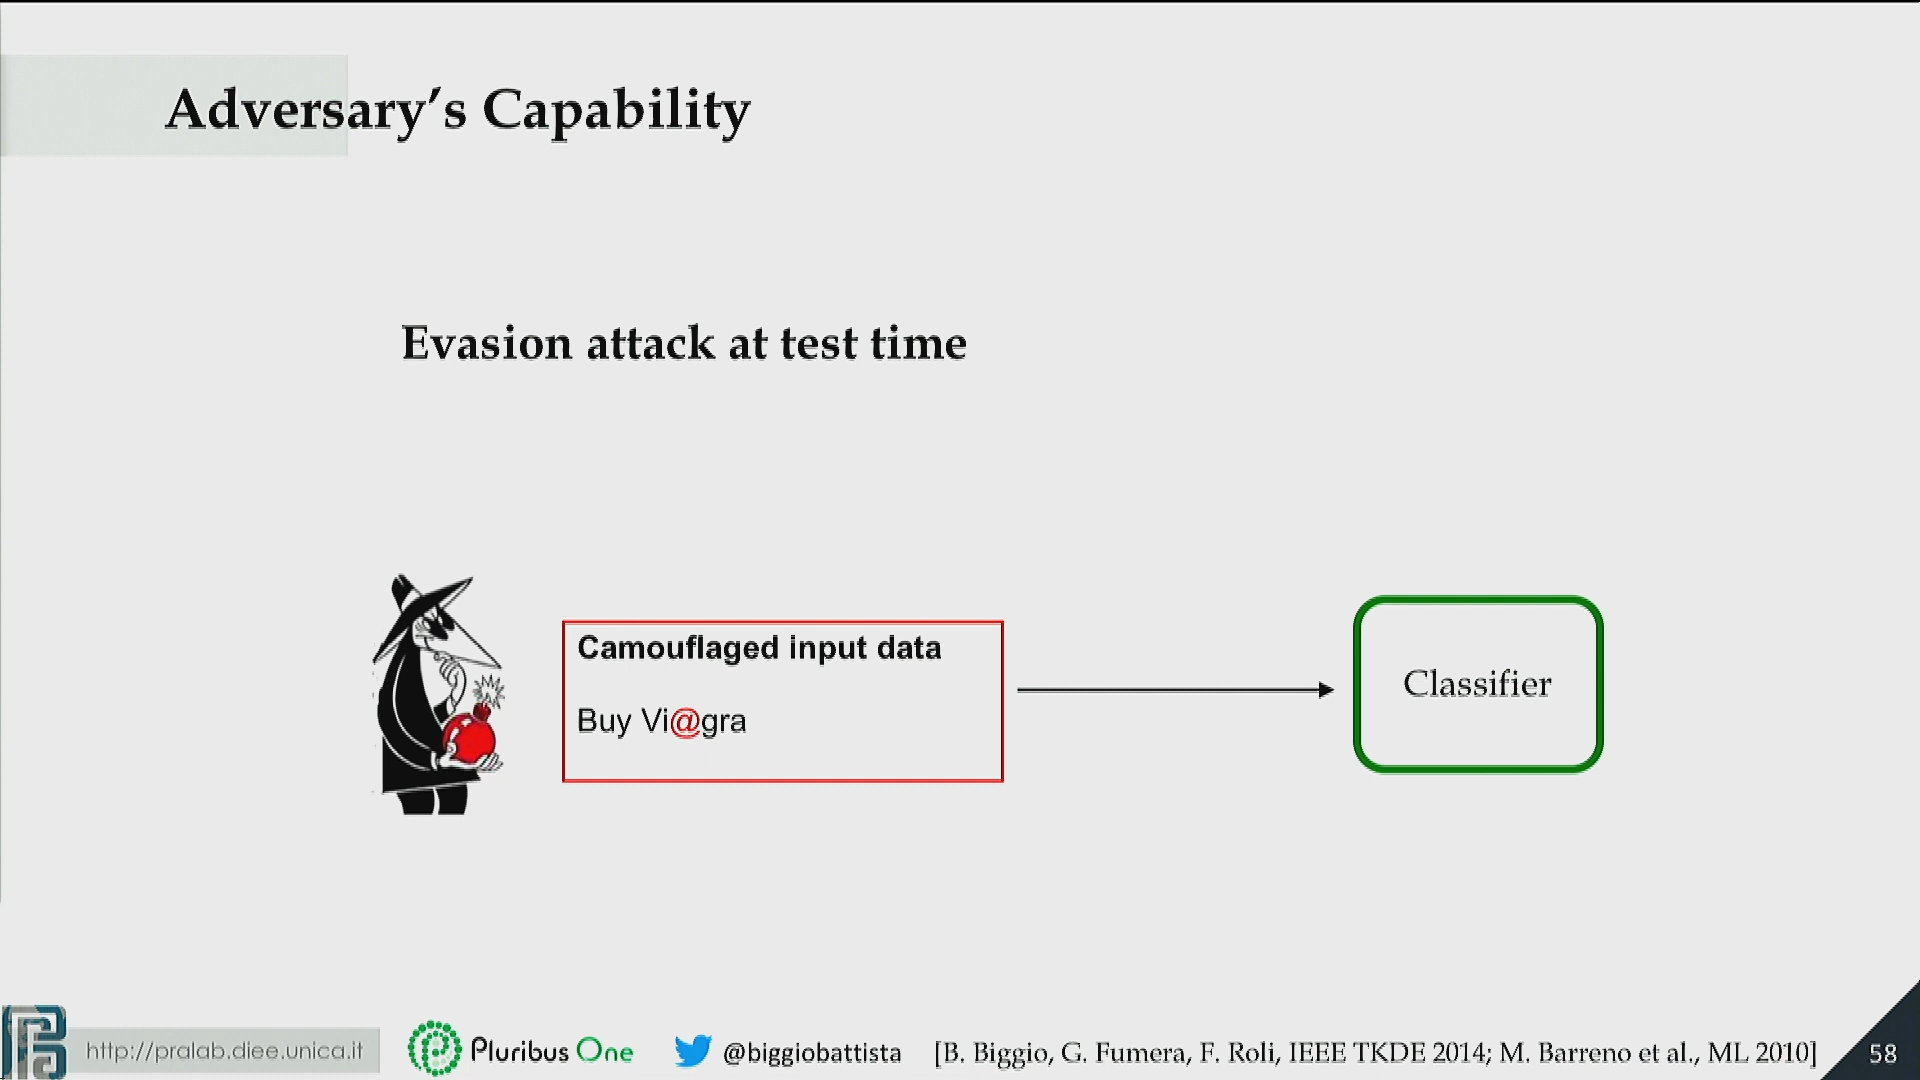 Adversary’s Capability
Evasion attack at test time
Camouflaged input data
Buy Vi@gra
Classifier
http://pralab.diee.unica.it
Pluribus One
@biggiobattista
[B. Biggio, G. Fumera, F. Roli, IEEE TKDE 2014; M. Barreno et al., ML 2010]
58